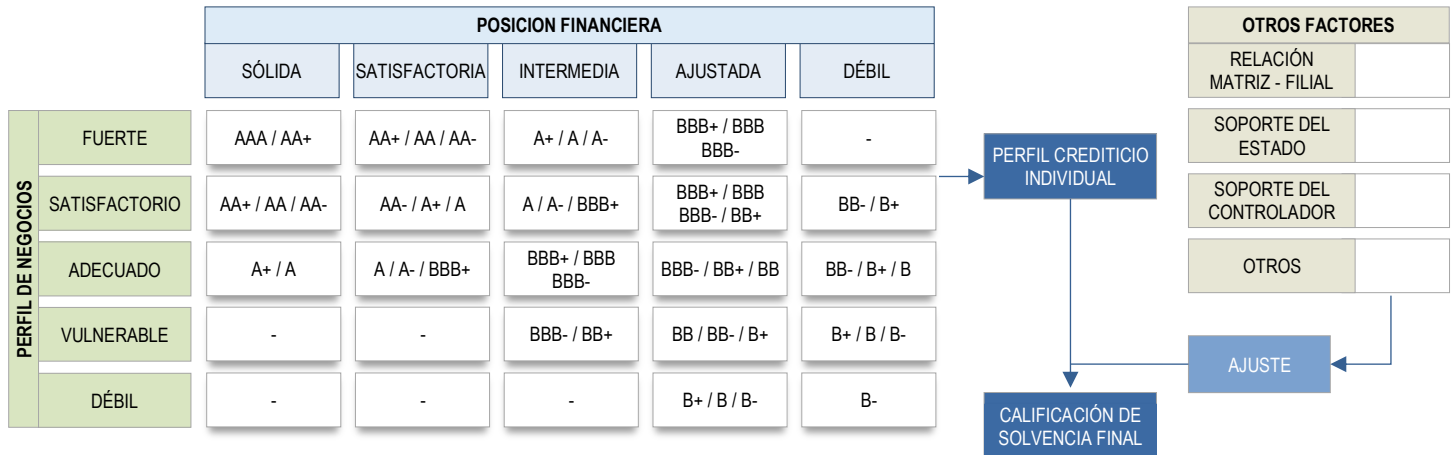 POSICION FINANCIERA
SÓLIDA
SATISFACTORIA
INTERMEDIA
AJUSTADA
DÉBIL
PERFIL DE NEGOCIOS
FUERTE
AAA / AA+
AA+ / AA / AA-
A+ / A / A-
BBB+ / BBB
BBB-
-
SATISFACTORIO
AA+ / AA / AA-
AA- / A+ / A
A / A- / BBB+
BBB+ / BBB
BBB- / BB+
BB- / B+
ADECUADO
A+ / A
A / A- / BBB+
BBB+ / BBB
BBB-
BBB- / BB+ / BB
BB- / B+ / B
VULNERABLE
-
-
BBB- / BB+
BB / BB- / B+
B+ / B / B-
DÉBIL
-
-
-
B+ / B / B-
B-
PERFIL CREDITICIO
INDIVIDUAL
CALIFICACIÓN DE
SOLVENCIA FINAL
OTROS FACTORES
RELACIÓN
MATRIZ - FILIAL
SOPORTE DEL
ESTADO
SOPORTE DEL
CONTROLADOR
OTROS
AJUSTE